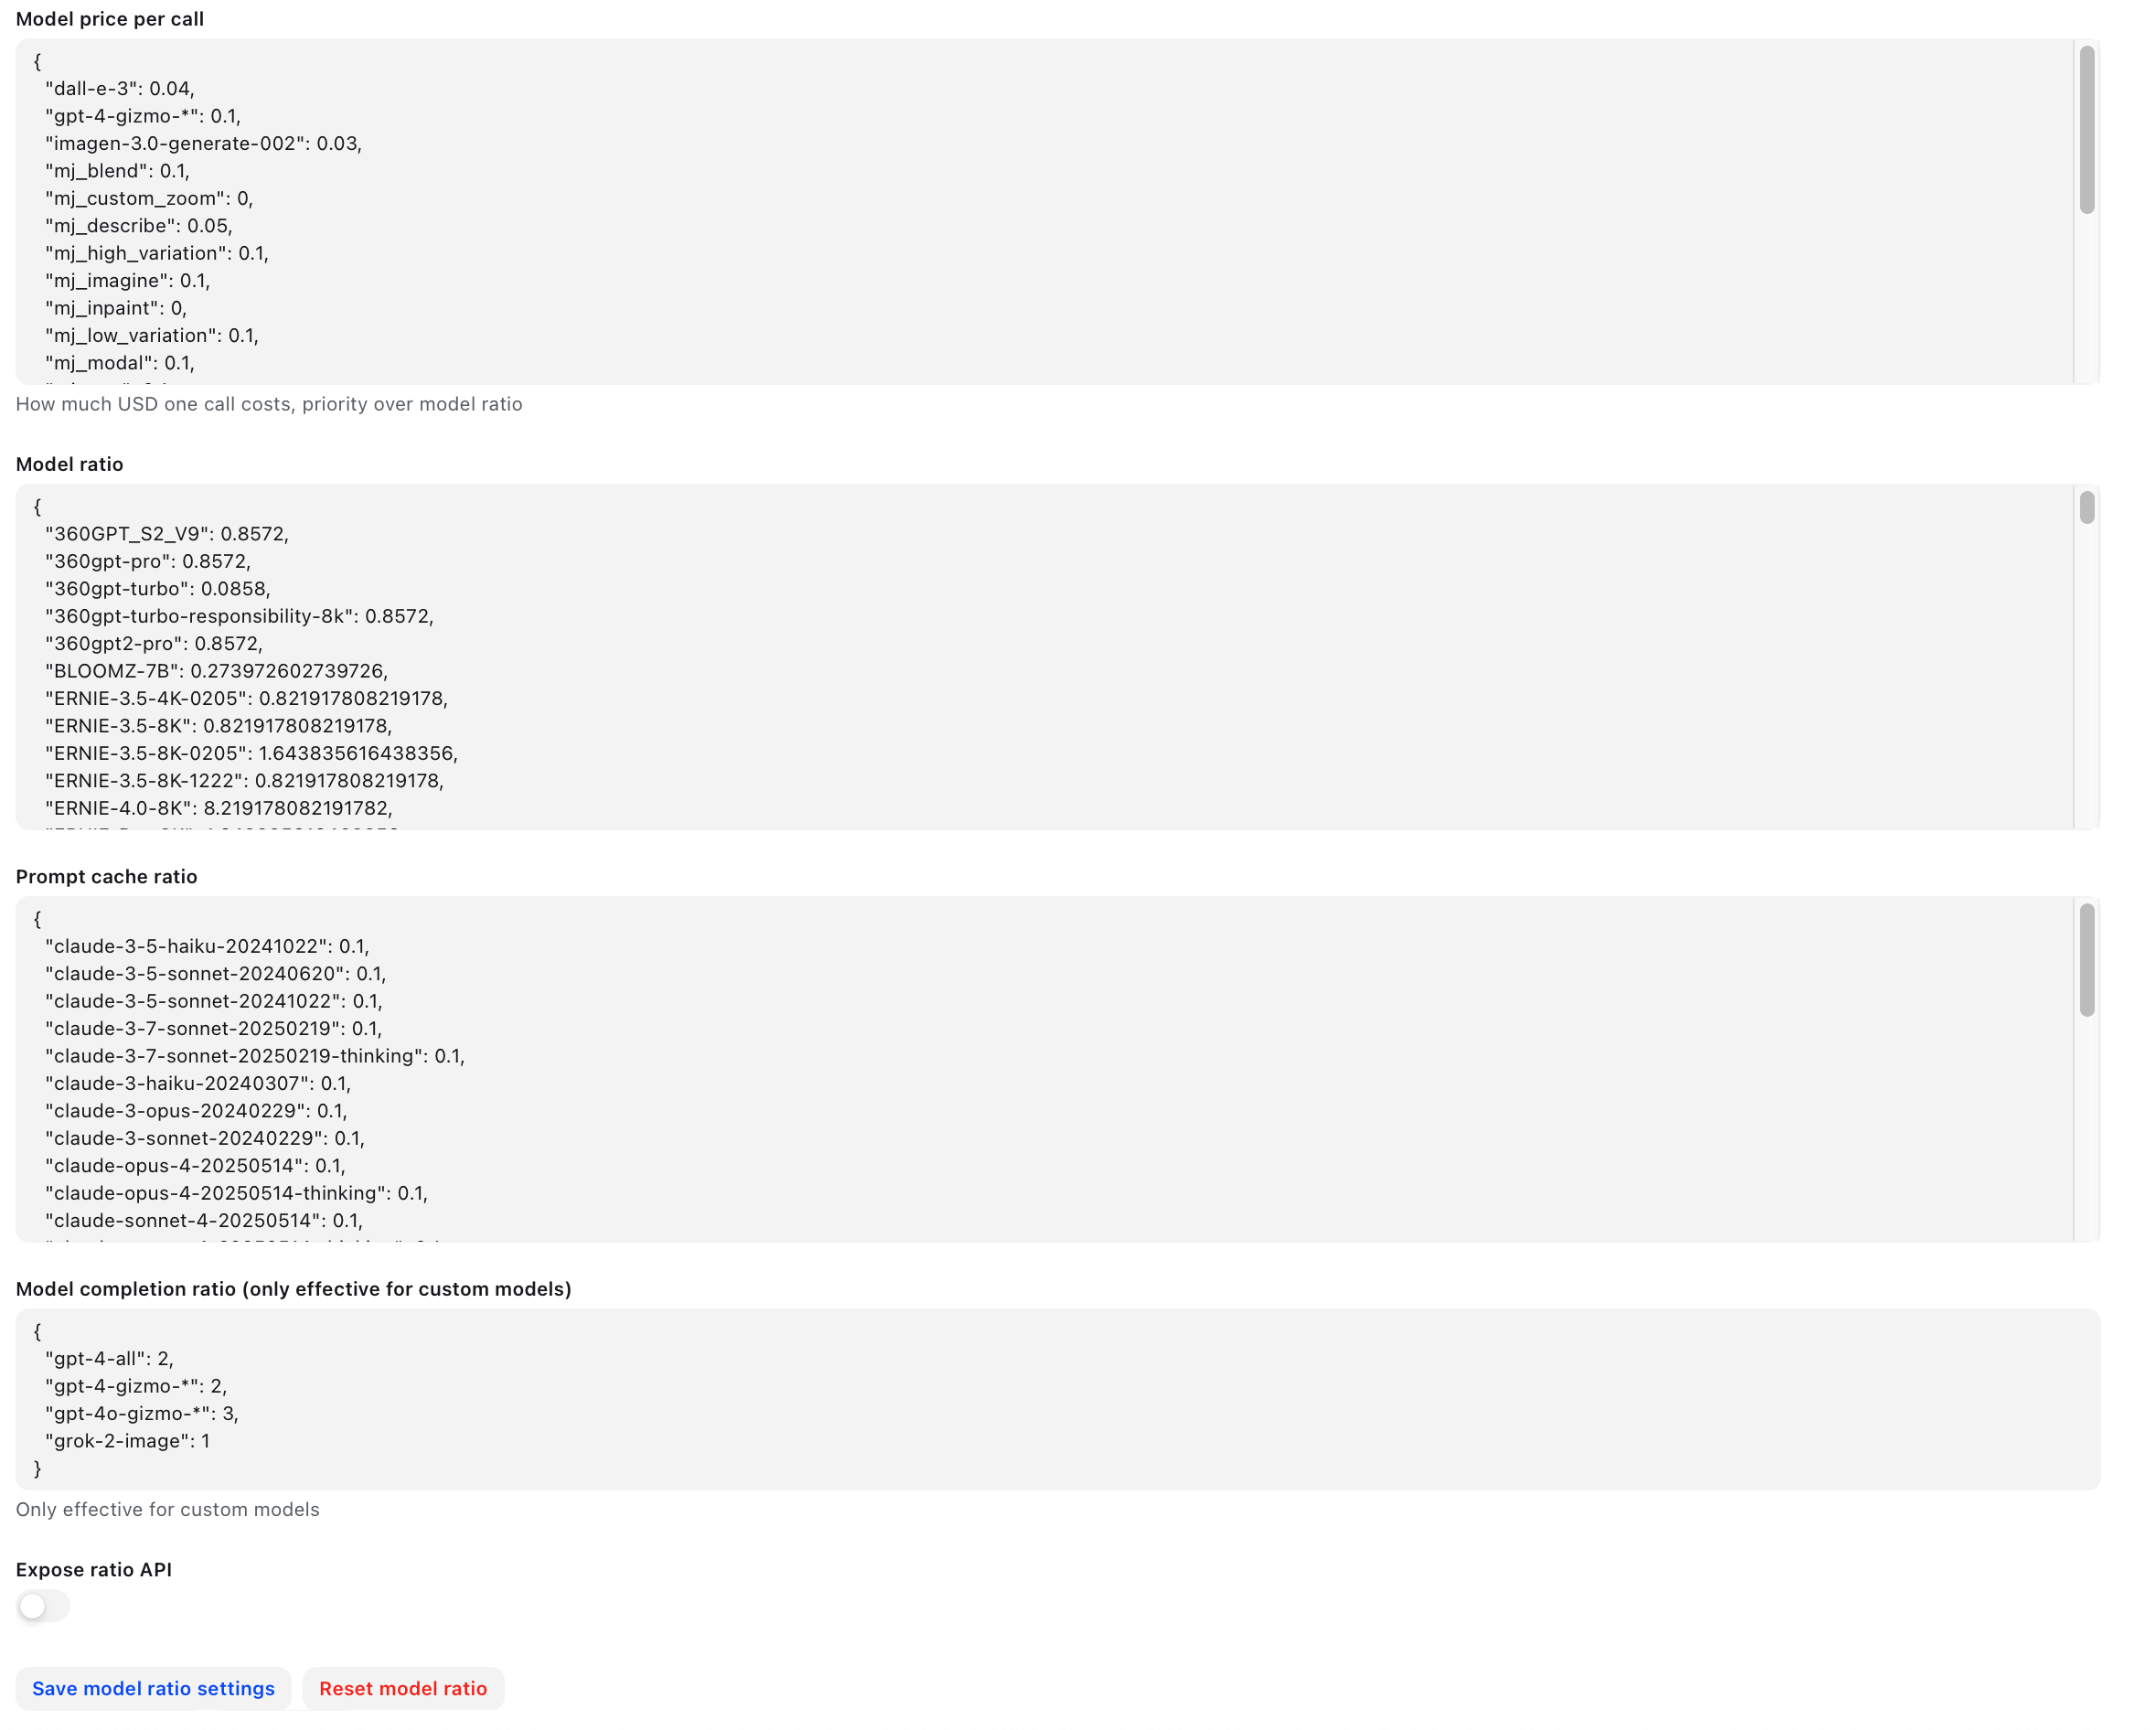 Model price per call
{
"dall-e-3": 0.04,
"gpt-4-gizmo-*": 0.1,
"imagen-3.0-generate-002": 0.03,
"mj_blend": 0.1,
"mj_custom_zoom": 0,
"mj_describe": 0.05,
"mj_high_variation": 0.1,
"mj_imagine": 0.1,
"mj_inpaint": 0,
"mj_low_variation": 0.1,
"mj_modal": 0.1,
How much USD one call costs, priority over model ratio
Model ratio
{
"360GPT_S2_V9": 0.8572,
"360gpt-pro": 0.8572,
"360gpt-turbo": 0.0858,
"360gpt-turbo-responsibility-8k": 0.8572,
"360gpt2-pro": 0.8572,
"BLOOMZ-7B": 0.273972602739726,
"ERNIE-3.5-4K-0205": 0.821917808219178,
"ERNIE-3.5-8K": 0.821917808219178,
"ERNIE-3.5-8K-0205": 1.643835616438356,
"ERNIE-3.5-8K-1222": 0.821917808219178,
"ERNIE-4.0-8K": 8.219178082191782,
Prompt cache ratio
{
"claude-3-5-haiku-20241022": 0.1,
"claude-3-5-sonnet-20240620": 0.1,
"claude-3-5-sonnet-20241022": 0.1,
"claude-3-7-sonnet-20250219": 0.1,
"claude-3-7-sonnet-20250219-thinking": 0.1,
"claude-3-haiku-20240307": 0.1,
"claude-3-opus-20240229": 0.1,
"claude-3-sonnet-20240229": 0.1,
"claude-opus-4-20250514": 0.1,
"claude-opus-4-20250514-thinking": 0.1,
"claude-sonnet-4-20250514": 0.1,
Model completion ratio (only effective for custom models)
{
"gpt-4-all": 2,
"gpt-4-gizmo-*": 2,
"gpt-4o-gizmo-*": 3,
"grok-2-image": 1
}
Only effective for custom models
Expose ratio API
Save model ratio settings
Reset model ratio